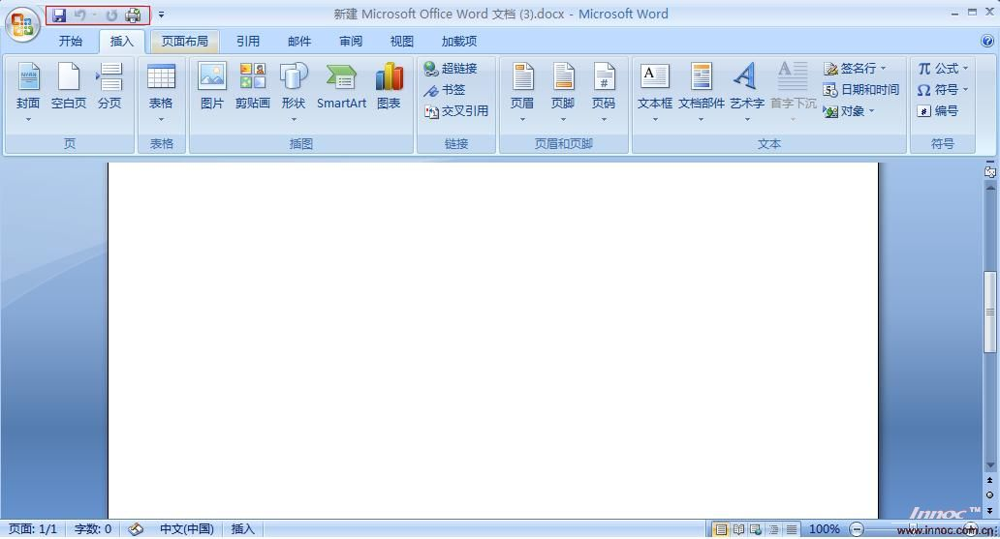 新建 Microsoft Office Word 文档 (3).docx - Microsoft Word
开始 插入 页面布局 引用 邮件 审阅 视图 加载项
封面 空白页 分页 表格 图片 剪贴画 形状 SmartArt 图表 超链接 书签 交叉引用 页眉 页脚 页码 文本框 文档部件 艺术字 首字下沉 签名行 日期和时间 对象 π 公式 Ω 符号 # 编号
页 表格 插图 链接 页眉和页脚 文本 符号
Innoc™
www.innoc.com.cn
页面: 1/1 字数: 0 中文(中国) 插入 100%